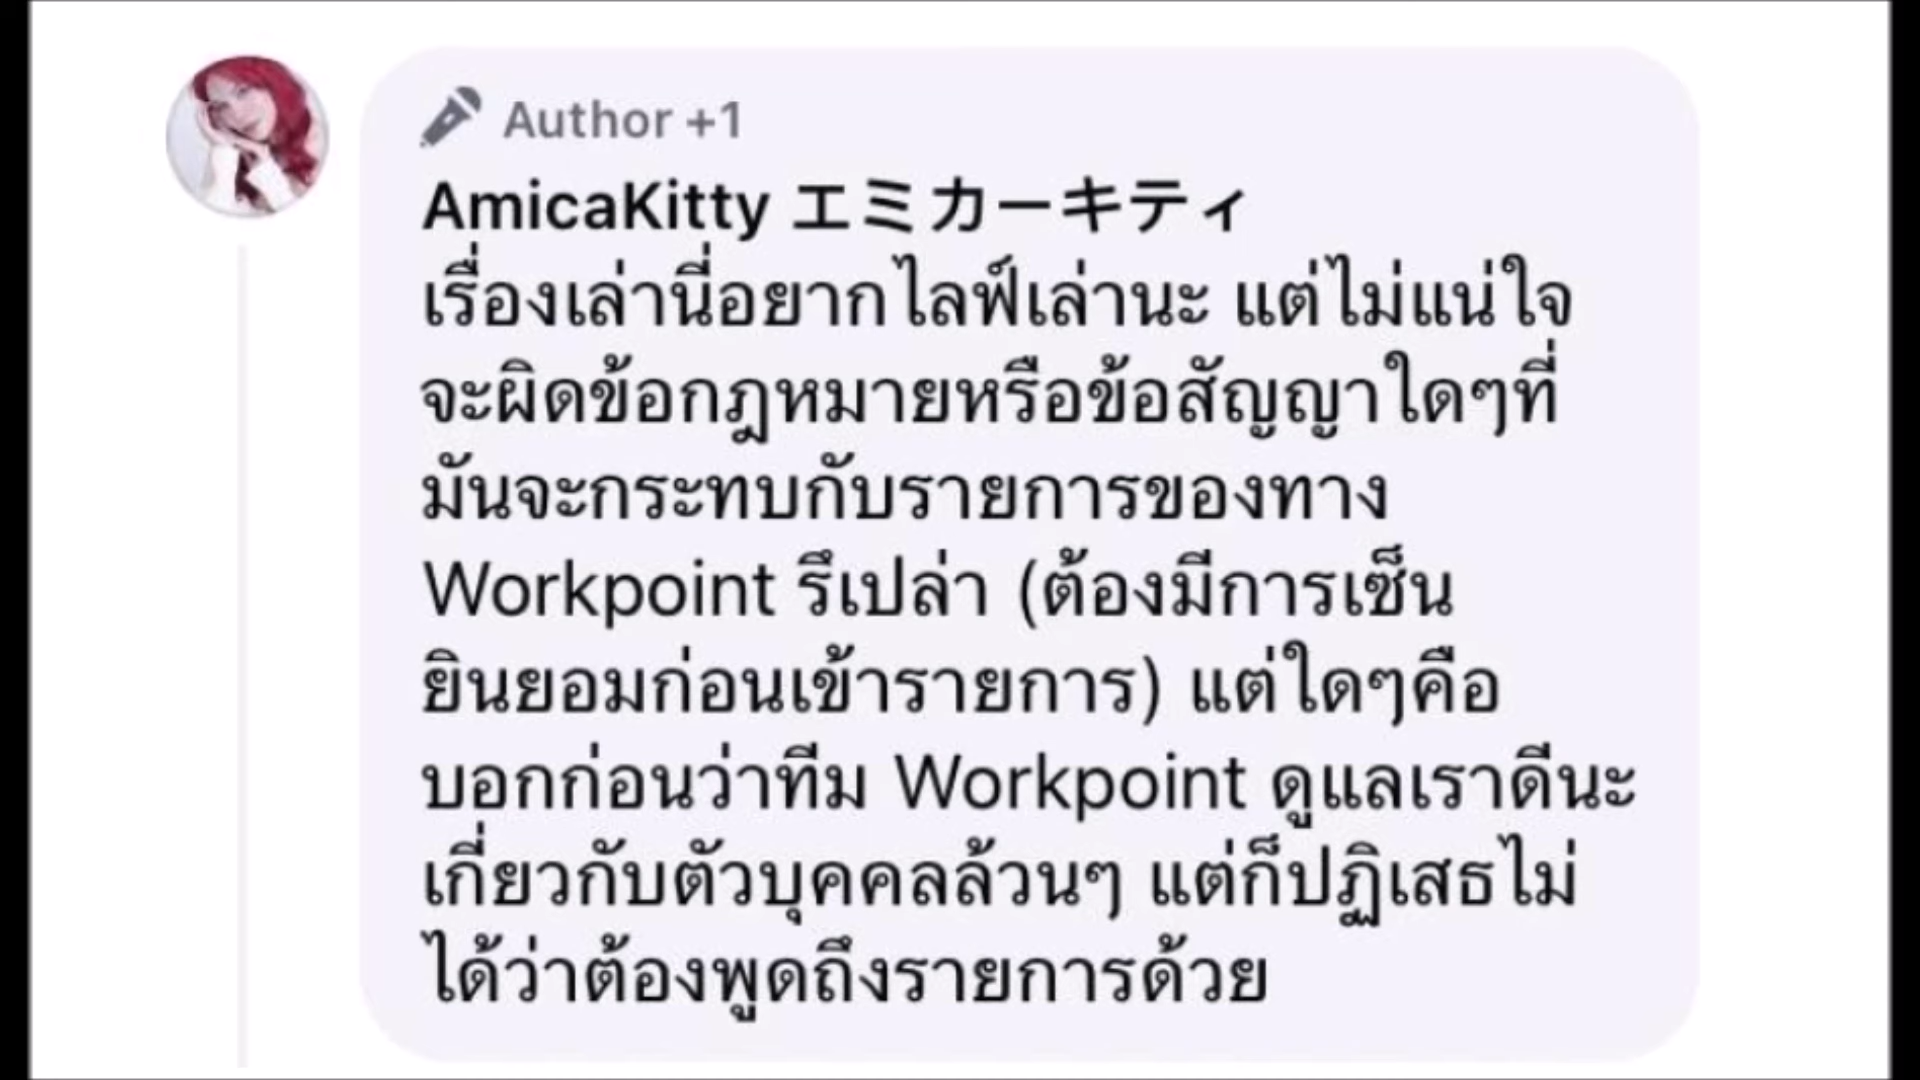 Author +1
AmicaKitty エミカーキティ
เรื่องเล่านี่อยากไลฟ์เล่านะ แต่ไม่แน่ใจ
จะผิดข้อกฎหมายหรือข้อสัญญาใดๆที่
มันจะกระทบกับรายการของทาง
Workpoint รึเปล่า (ต้องมีการเซ็น
ยินยอมก่อนเข้ารายการ) แต่ใดๆคือ
บอกก่อนว่าทีม Workpoint ดูแลเราดีนะ
เกี่ยวกับตัวบุคคลล้วนๆ แต่ก็ปฏิเสธไม่
ได้ว่าต้องพูดถึงรายการด้วย